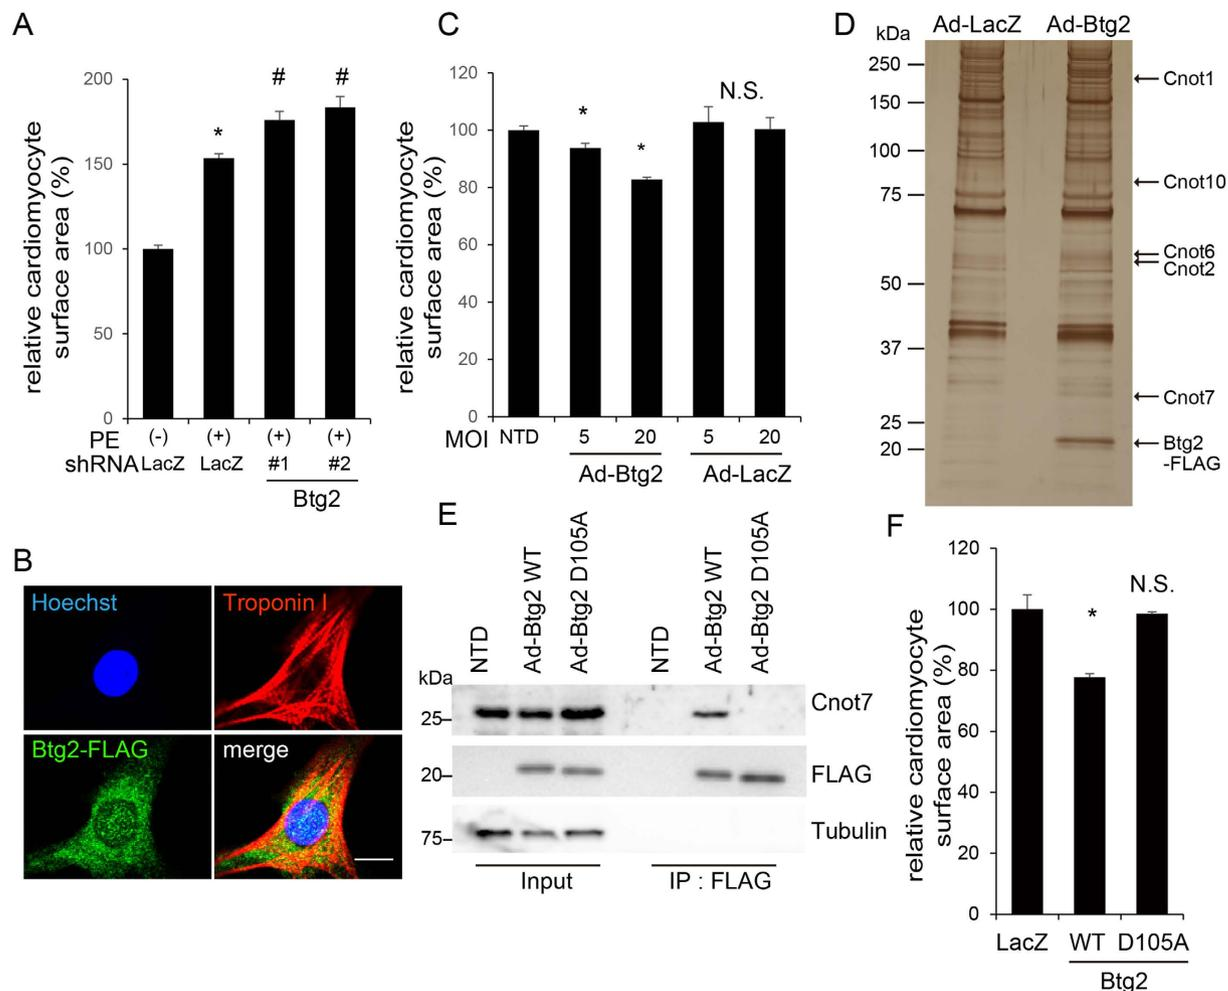 A
relative cardiomyocyte
surface area (%)
200
150
100
50
0
*
#
#
PE (-) (+) (+) (+)
shRNA LacZ LacZ #1 #2
Btg2
C
relative cardiomyocyte
surface area (%)
120
100
80
60
40
20
0
*
*
N.S.
MOI NTD 5 20 5 20
Ad-Btg2 Ad-LacZ
D
kDa Ad-LacZ Ad-Btg2
250
150
100
75
50
37
25
20
Cnot1
Cnot10
Cnot6
Cnot2
Cnot7
Btg2
-FLAG
B
Hoechst
Troponin I
Btg2-FLAG
merge
E
NTD
Ad-Btg2 WT
Ad-Btg2 D105A
NTD
Ad-Btg2 WT
Ad-Btg2 D105A
kDa
25
Cnot7
20
FLAG
75
Tubulin
Input
IP : FLAG
F
relative cardiomyocyte
surface area (%)
120
100
80
60
40
20
0
*
N.S.
LacZ WT D105A
Btg2